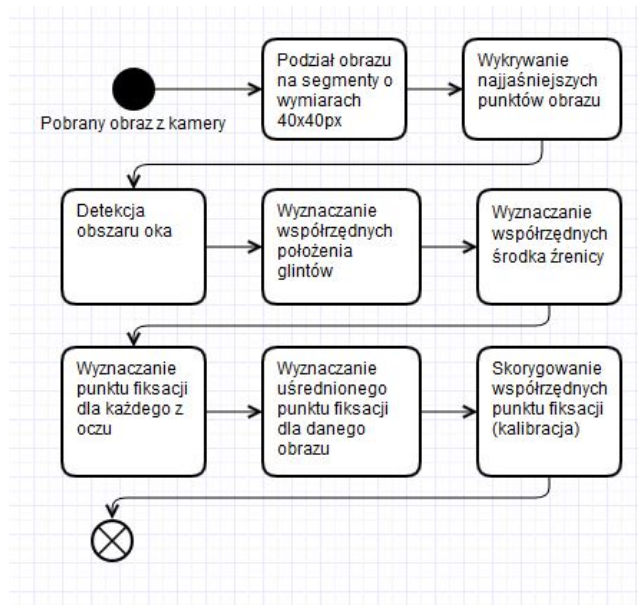 Pobrany obraz z kamery
Podział obrazu
na segmenty o
wymiarach
40x40px
Wykrywanie
najjaśniejszych
punktów obrazu
Detekcja
obszaru oka
Wyznaczanie
współrzędnych
położenia
glintów
Wyznaczanie
współrzędnych
środka źrenicy
Wyznaczanie
punktu fiksacji
dla każdego z
oczu
Wyznaczanie
uśrednionego
punktu fiksacji
dla danego
obrazu
Skorygowanie
współrzędnych
punktu fiksacji
(kalibracja)